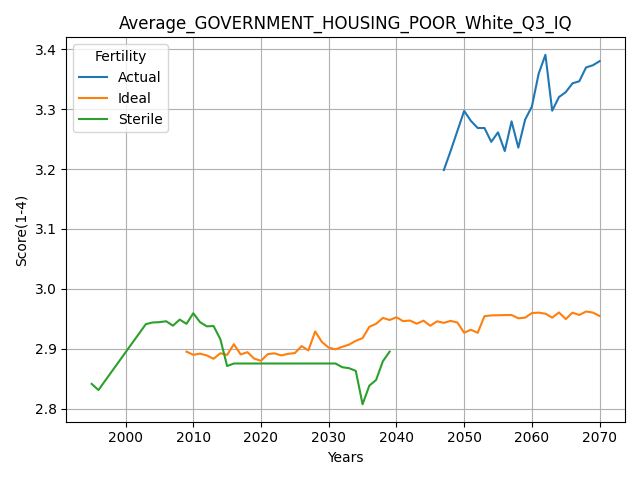 Average_GOVERNMENT_HOUSING_POOR_White_Q3_IQ
Fertility
Actual
Ideal
Sterile
Score(1-4)
3.4
3.3
3.2
3.1
3.0
2.9
2.8
2000 2010 2020 2030 2040 2050 2060 2070
Years